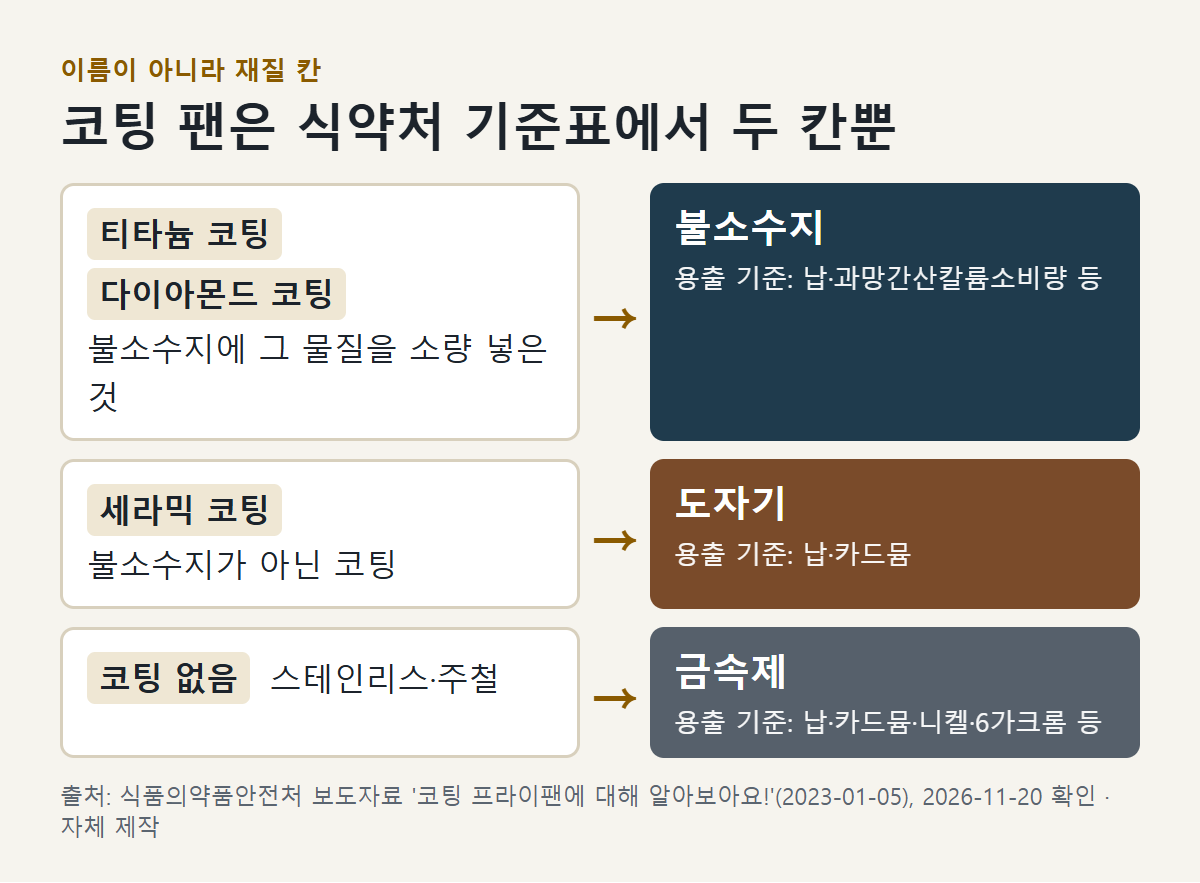 이름이 아니라 재질 칸
코팅 팬은 식약처 기준표에서 두 칸뿐
티타늄 코팅
다이아몬드 코팅
불소수지에 그 물질을 소량 넣은
것
→
불소수지
용출 기준: 납·과망간산칼륨소비량 등
세라믹 코팅
불소수지가 아닌 코팅
→
도자기
용출 기준: 납·카드뮴
코팅 없음 스테인리스·주철
→
금속제
용출 기준: 납·카드뮴·니켈·6가크롬 등
출처: 식품의약품안전처 보도자료 '코팅 프라이팬에 대해 알아보아요!'(2023-01-05), 2026-11-20 확인 ·
자체 제작